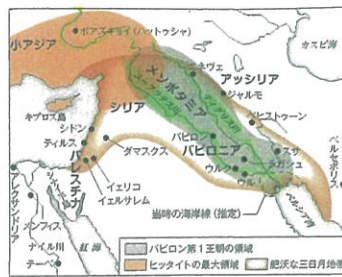 小アジア
ボアズキョイ(ハットゥシャ)
カスピ海
ニネヴェ
アッシリア
メソポタミア
ジャルモ
シリア
キプロス島
シドン
ティルス
ダマスクス
バビロン
バビロニア
スサ
ラガシュ
ウルク
ウル
パレスチナ
イェリコ
イェルサレム
当時の海岸線(推定)
ペルシア湾
ペルセポリス
アレクサンドリア
メンフィス
ナイル川
テーベ
紅海
バビロン第1王朝の領域
ヒッタイトの最大領域
肥沃な三日月地帯